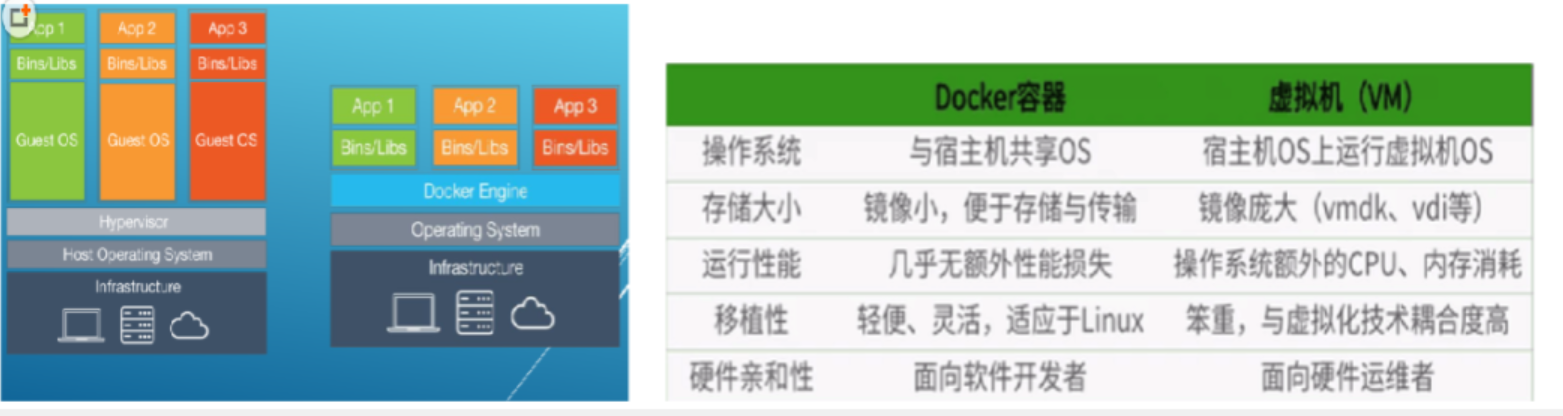 App 1 App 2 App 3
Bins/Libs Bins/Libs Bins/Libs
Guest OS Guest OS Guest OS
Hypervisor
Host Operating System
Infrastructure
App 1 App 2 App 3
Bins/Libs Bins/Libs Bins/Libs
Docker Engine
Operating System
Infrastructure
Docker容器 虚拟机（VM）
操作系统 与宿主机共享OS 宿主机OS上运行虚拟机OS
存储大小 镜像小，便于存储与传输 镜像庞大（vmdk、vdi等）
运行性能 几乎无额外性能损失 操作系统额外的CPU、内存消耗
移植性 轻便、灵活，适应于Linux 笨重，与虚拟化技术耦合度高
硬件亲和性 面向软件开发者 面向硬件运维者